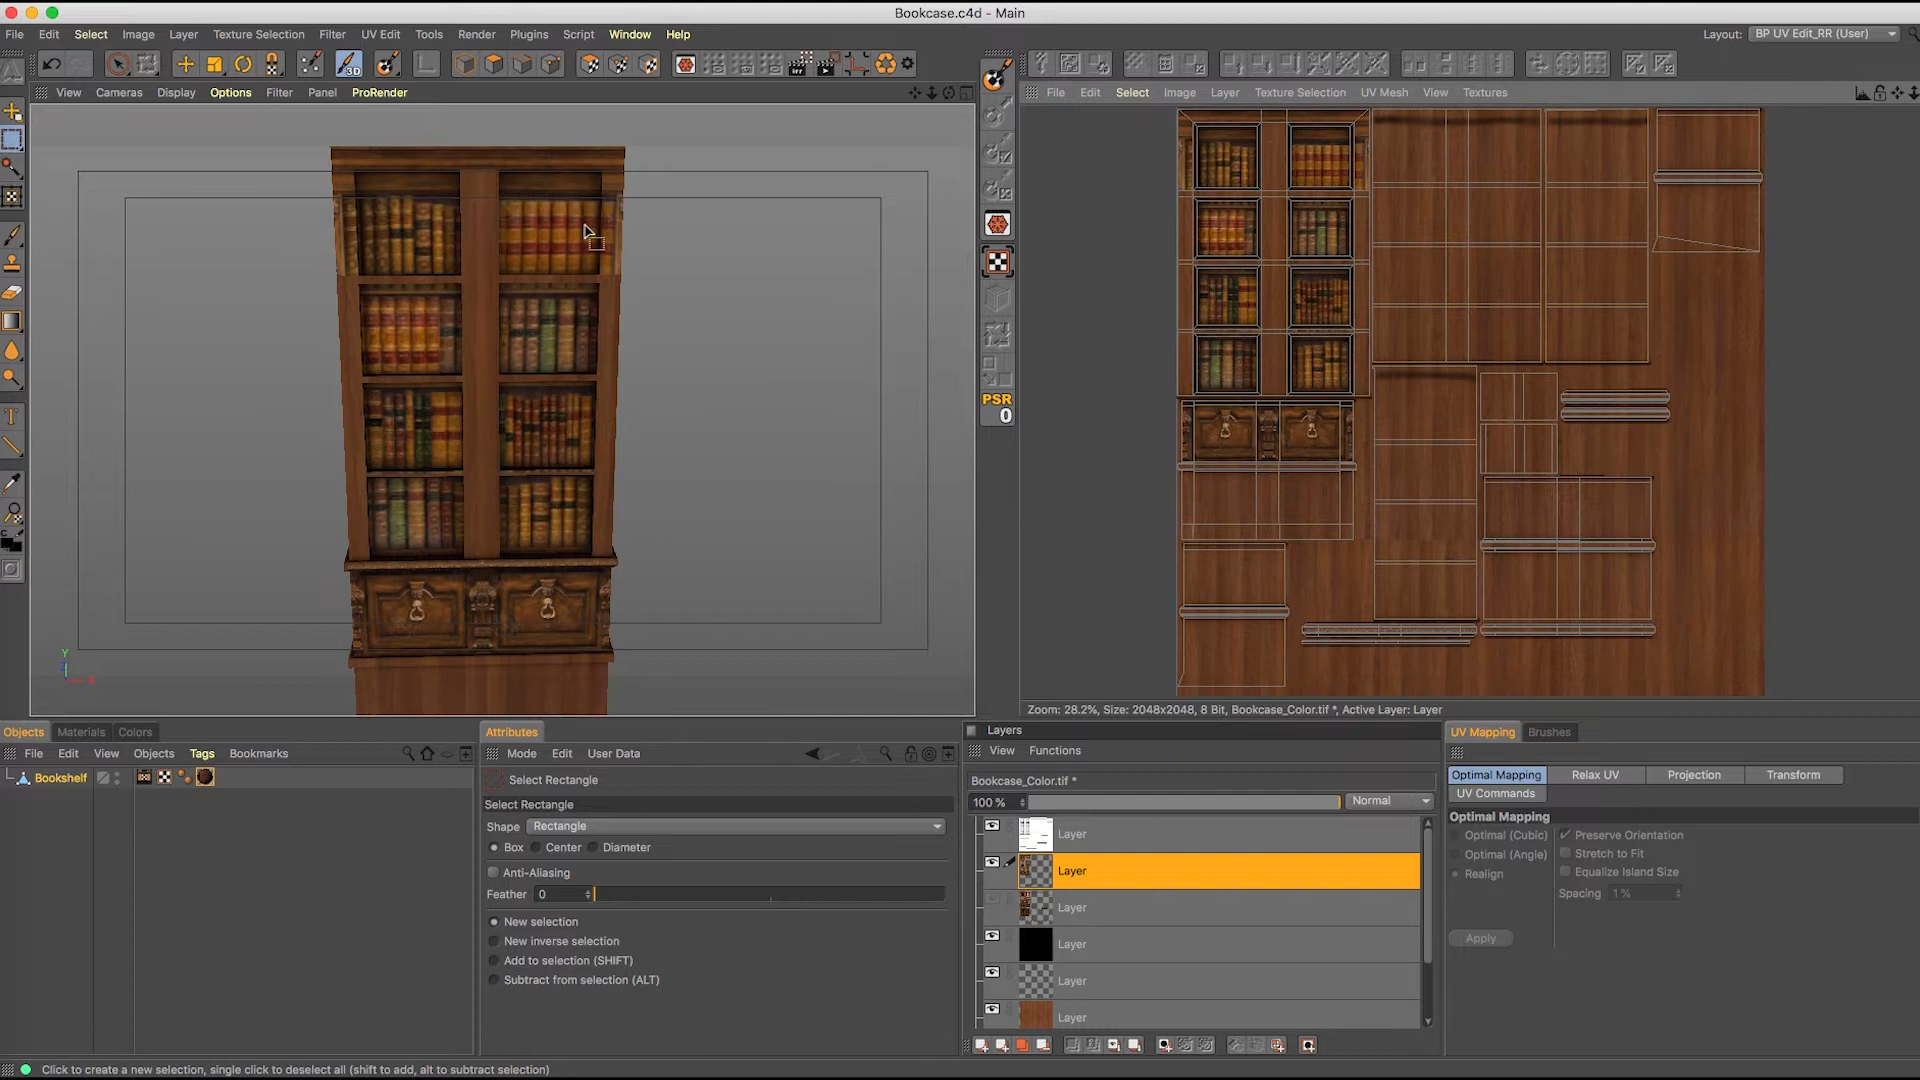 Bookcase.c4d - Main
File Edit Select Image Layer Texture Selection Filter UV Edit Tools Render Plugins Script Window Help
Layout: BP UV Edit_RR (User)
View Cameras Display Options Filter Panel ProRender
File Edit Select Image Layer Texture Selection UV Mesh View Textures
3D
PSR
0
Y
Zoom: 28.2%, Size: 2048x2048, 8 Bit, Bookcase_Color.tif *, Active Layer: Layer
Objects Materials Colors
File Edit View Objects Tags Bookmarks
Bookshelf
Attributes
Mode Edit User Data
Select Rectangle
Select Rectangle
Shape Rectangle
Box Center Diameter
Anti-Aliasing
Feather 0
New selection
New inverse selection
Add to selection (SHIFT)
Subtract from selection (ALT)
Layers
View Functions
Bookcase_Color.tif *
100 % Normal
Layer
Layer
Layer
Layer
Layer
Layer
UV Mapping Brushes
Optimal Mapping Relax UV Projection Transform
UV Commands
Optimal Mapping
Optimal (Cubic) Preserve Orientation
Optimal (Angle) Stretch to Fit
Realign Equalize Island Size
Spacing 1 %
Apply
Click to create a new selection, single click to deselect all (shift to add, alt to subtract selection)